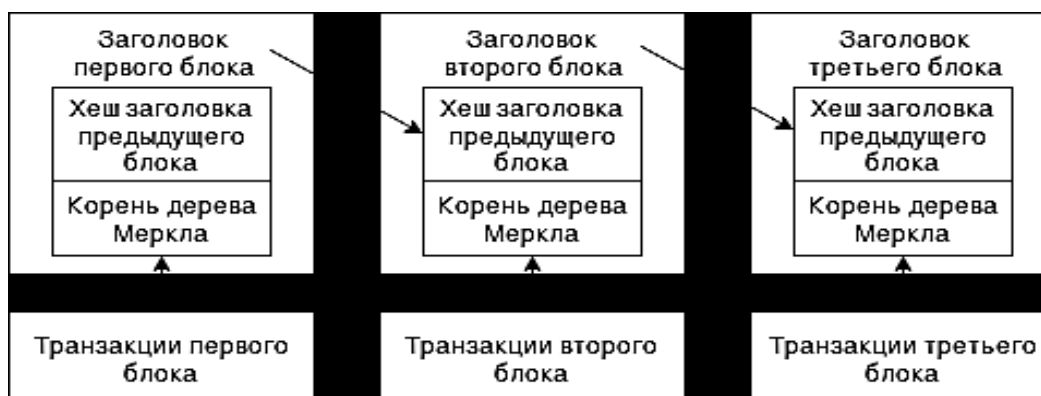 Заголовок
первого блока
Хеш заголовка
предыдущего
блока
Корень дерева
Меркла
Транзакции первого
блока
Заголовок
второго блока
Хеш заголовка
предыдущего
блока
Корень дерева
Меркла
Транзакции второго
блока
Заголовок
третьего блока
Хеш заголовка
предыдущего
блока
Корень дерева
Меркла
Транзакции третьего
блока